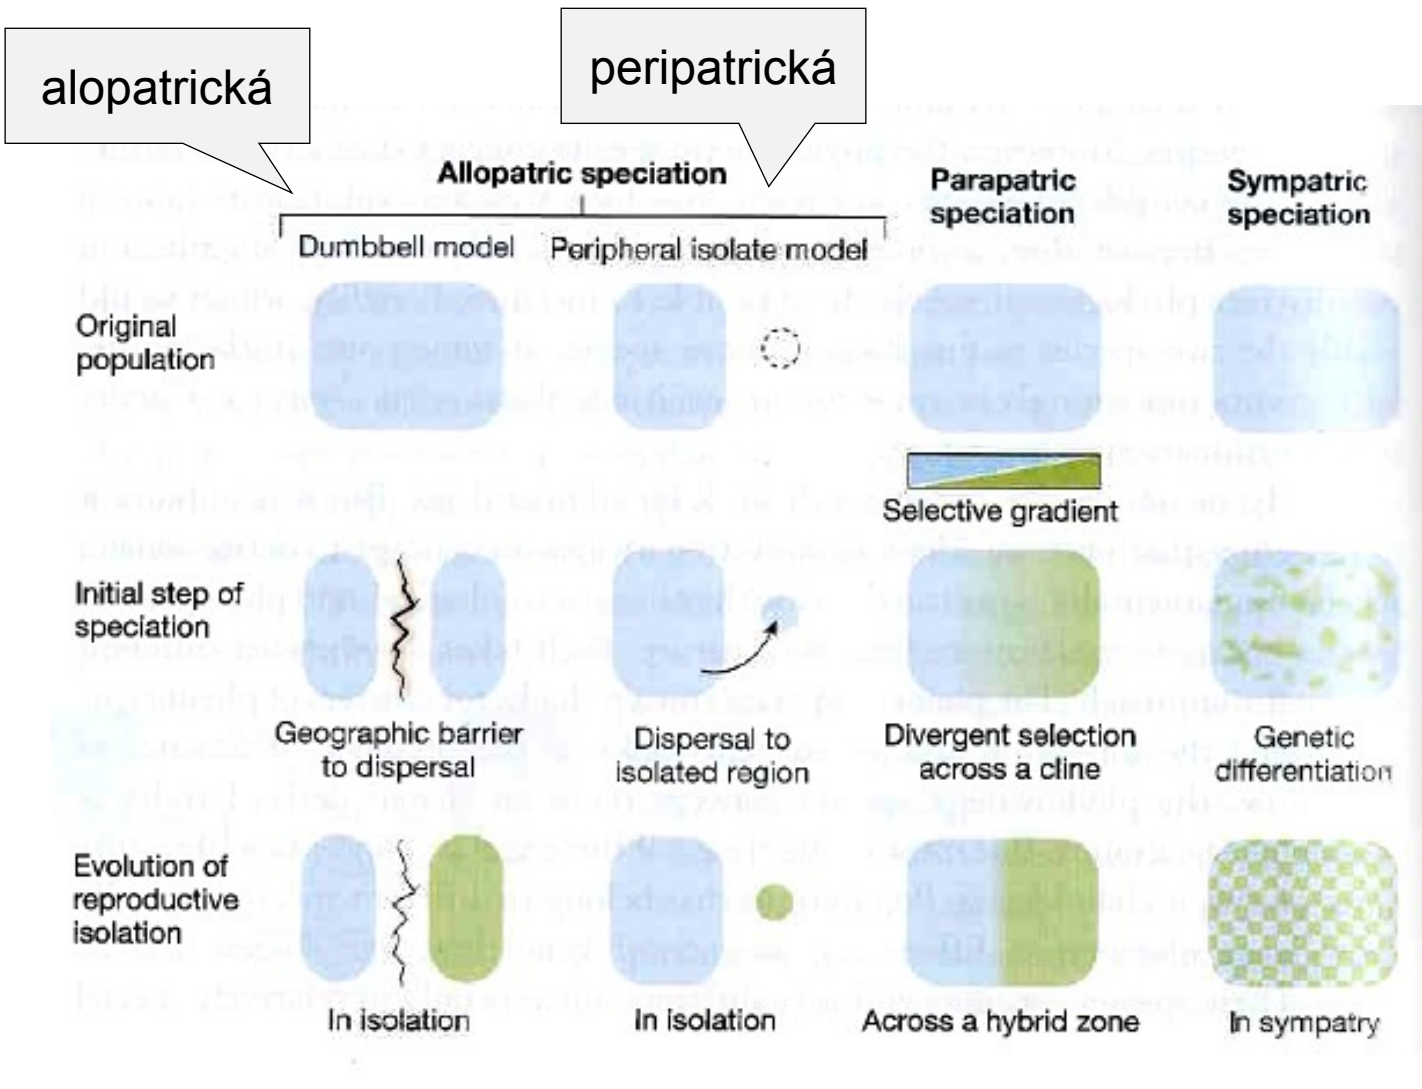 alopatrická
peripatrická
Allopatric speciation
Parapatric
speciation
Sympatric
speciation
Dumbbell model
Peripheral isolate model
Original
population
Selective gradient
Initial step of
speciation
Geographic barrier
to dispersal
Dispersal to
isolated region
Divergent selection
across a cline
Genetic
differentiation
Evolution of
reproductive
isolation
In isolation
In isolation
Across a hybrid zone
In sympatry